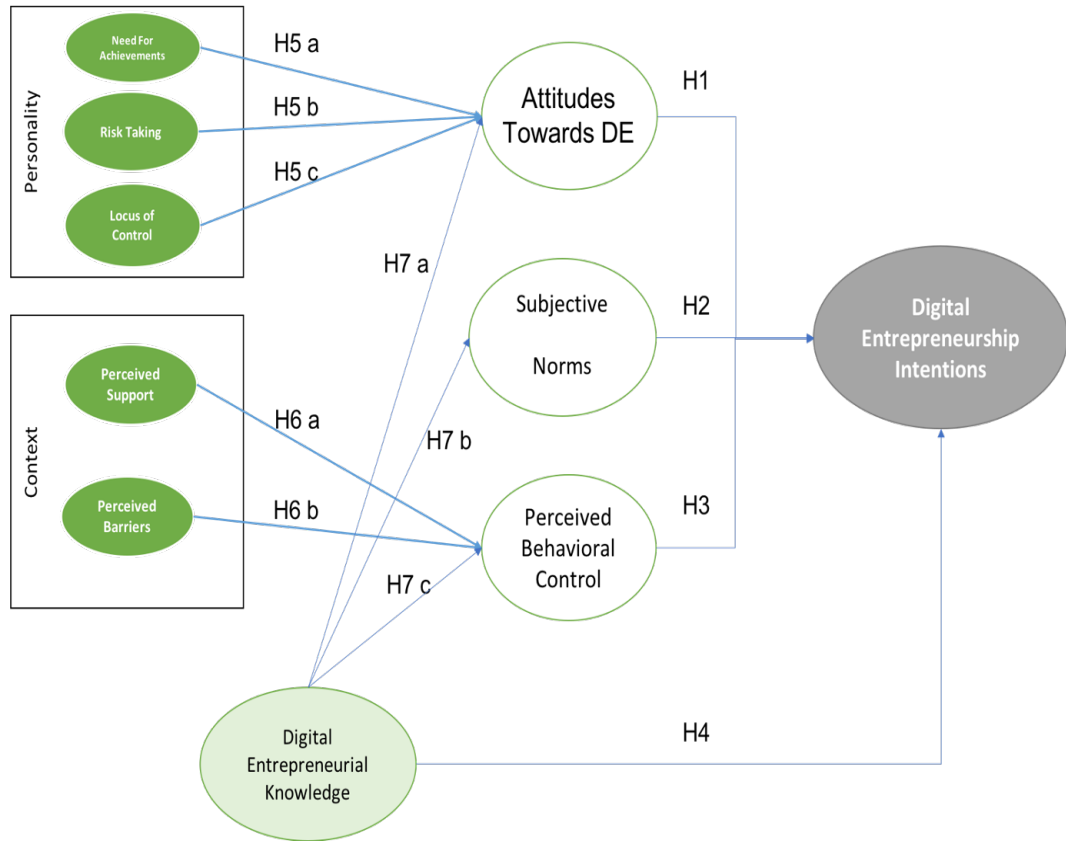 Personality
Need For
Achievements
Risk Taking
Locus of
Control
H5 a
H5 b
H5 c
Attitudes
Towards DE
H1
H7 a
Subjective
Norms
H2
Digital
Entrepreneurship
Intentions
Context
Perceived
Support
Perceived
Barriers
H6 a
H6 b
H7 b
H7 c
Perceived
Behavioral
Control
H3
Digital
Entrepreneurial
Knowledge
H4